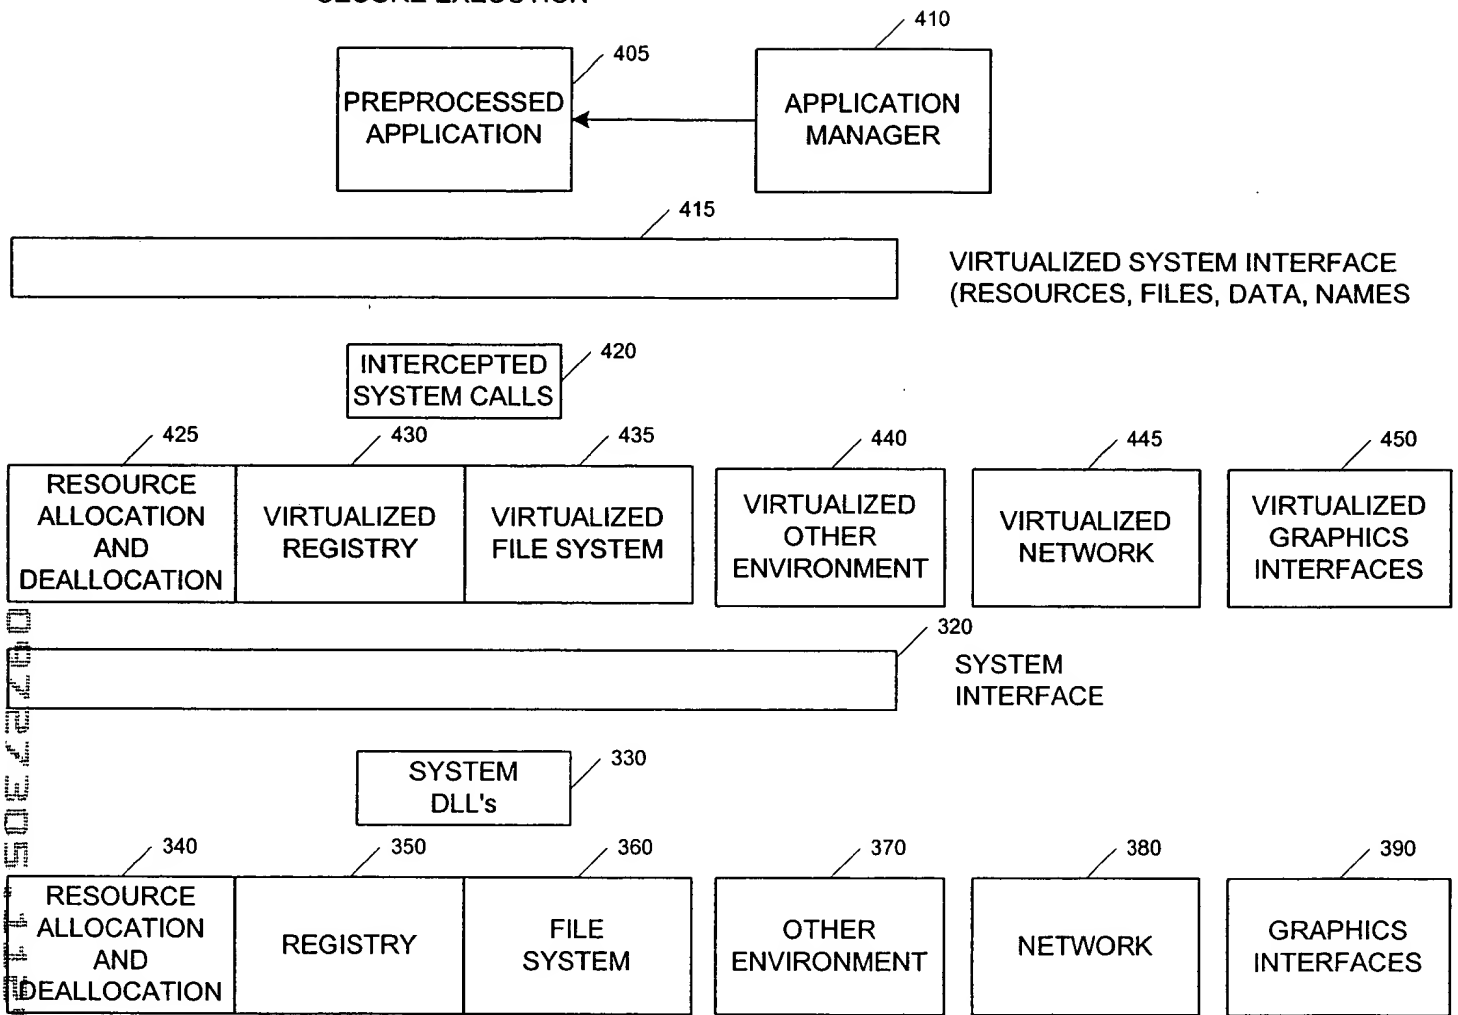 410
405
PREPROCESSED
APPLICATION
APPLICATION
MANAGER
415
VIRTUALIZED SYSTEM INTERFACE
(RESOURCES, FILES, DATA, NAMES
INTERCEPTED
SYSTEM CALLS
420
425
430
435
440
445
450
RESOURCE
ALLOCATION
AND
DEALLOCATION
VIRTUALIZED
REGISTRY
VIRTUALIZED
FILE SYSTEM
VIRTUALIZED
OTHER
ENVIRONMENT
VIRTUALIZED
NETWORK
VIRTUALIZED
GRAPHICS
INTERFACES
320
SYSTEM
INTERFACE
SYSTEM
DLL's
330
340
350
360
370
380
390
RESOURCE
ALLOCATION
AND
DEALLOCATION
REGISTRY
FILE
SYSTEM
OTHER
ENVIRONMENT
NETWORK
GRAPHICS
INTERFACES